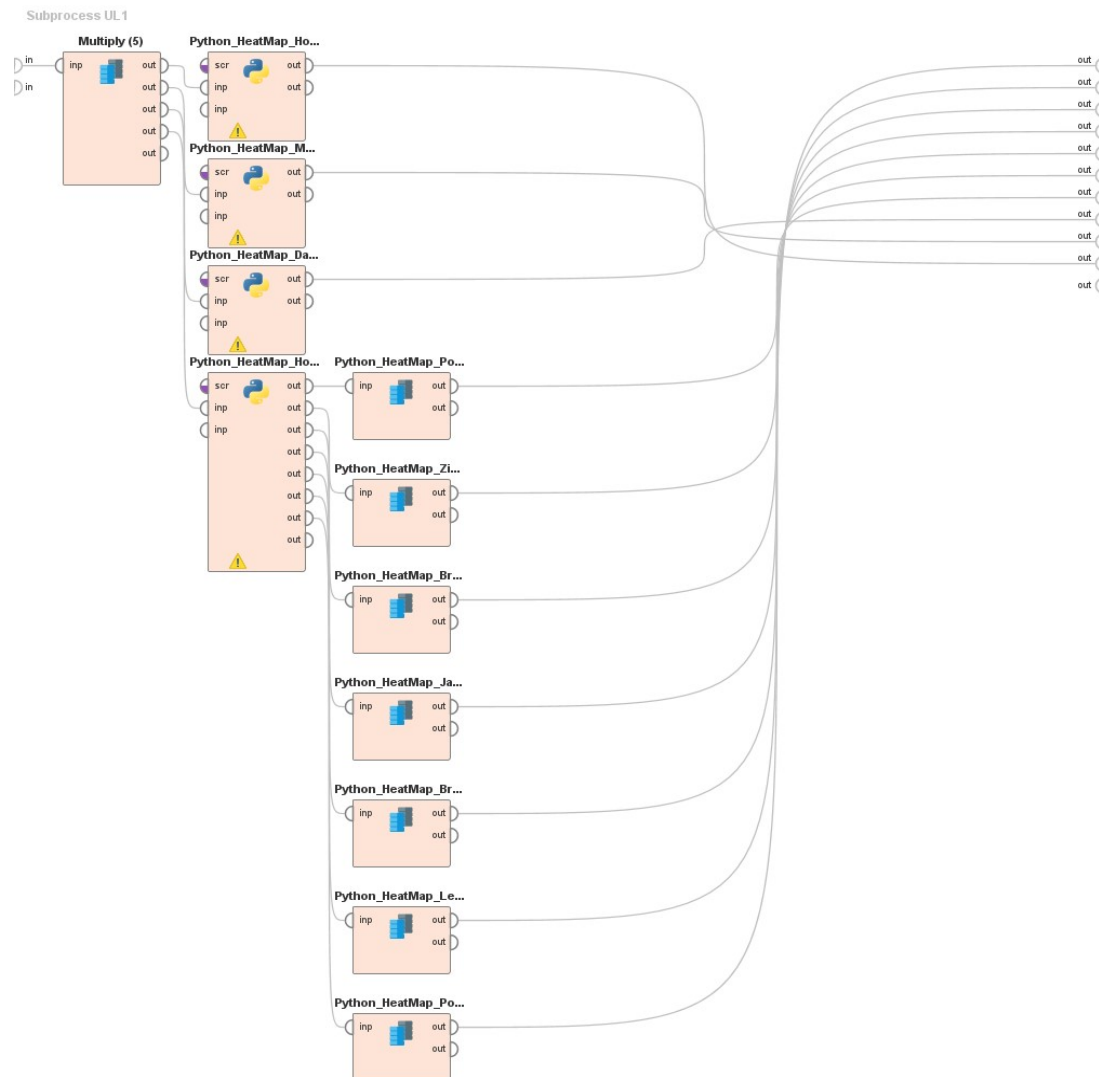 Subprocess UL1
Multiply (5)
in
in
inp
out
out
out
out
out
Python_HeatMap_Ho...
scr
inp
inp
out
out
Python_HeatMap_M...
scr
inp
inp
out
out
Python_HeatMap_Da...
scr
inp
inp
out
out
Python_HeatMap_Ho...
scr
inp
inp
out
out
out
out
out
out
out
out
Python_HeatMap_Po...
inp
out
out
Python_HeatMap_Zi...
inp
out
out
Python_HeatMap_Br...
inp
out
out
Python_HeatMap_Ja...
inp
out
out
Python_HeatMap_Br...
inp
out
out
Python_HeatMap_Le...
inp
out
out
Python_HeatMap_Po...
inp
out
out
out
out
out
out
out
out
out
out
out
out
out